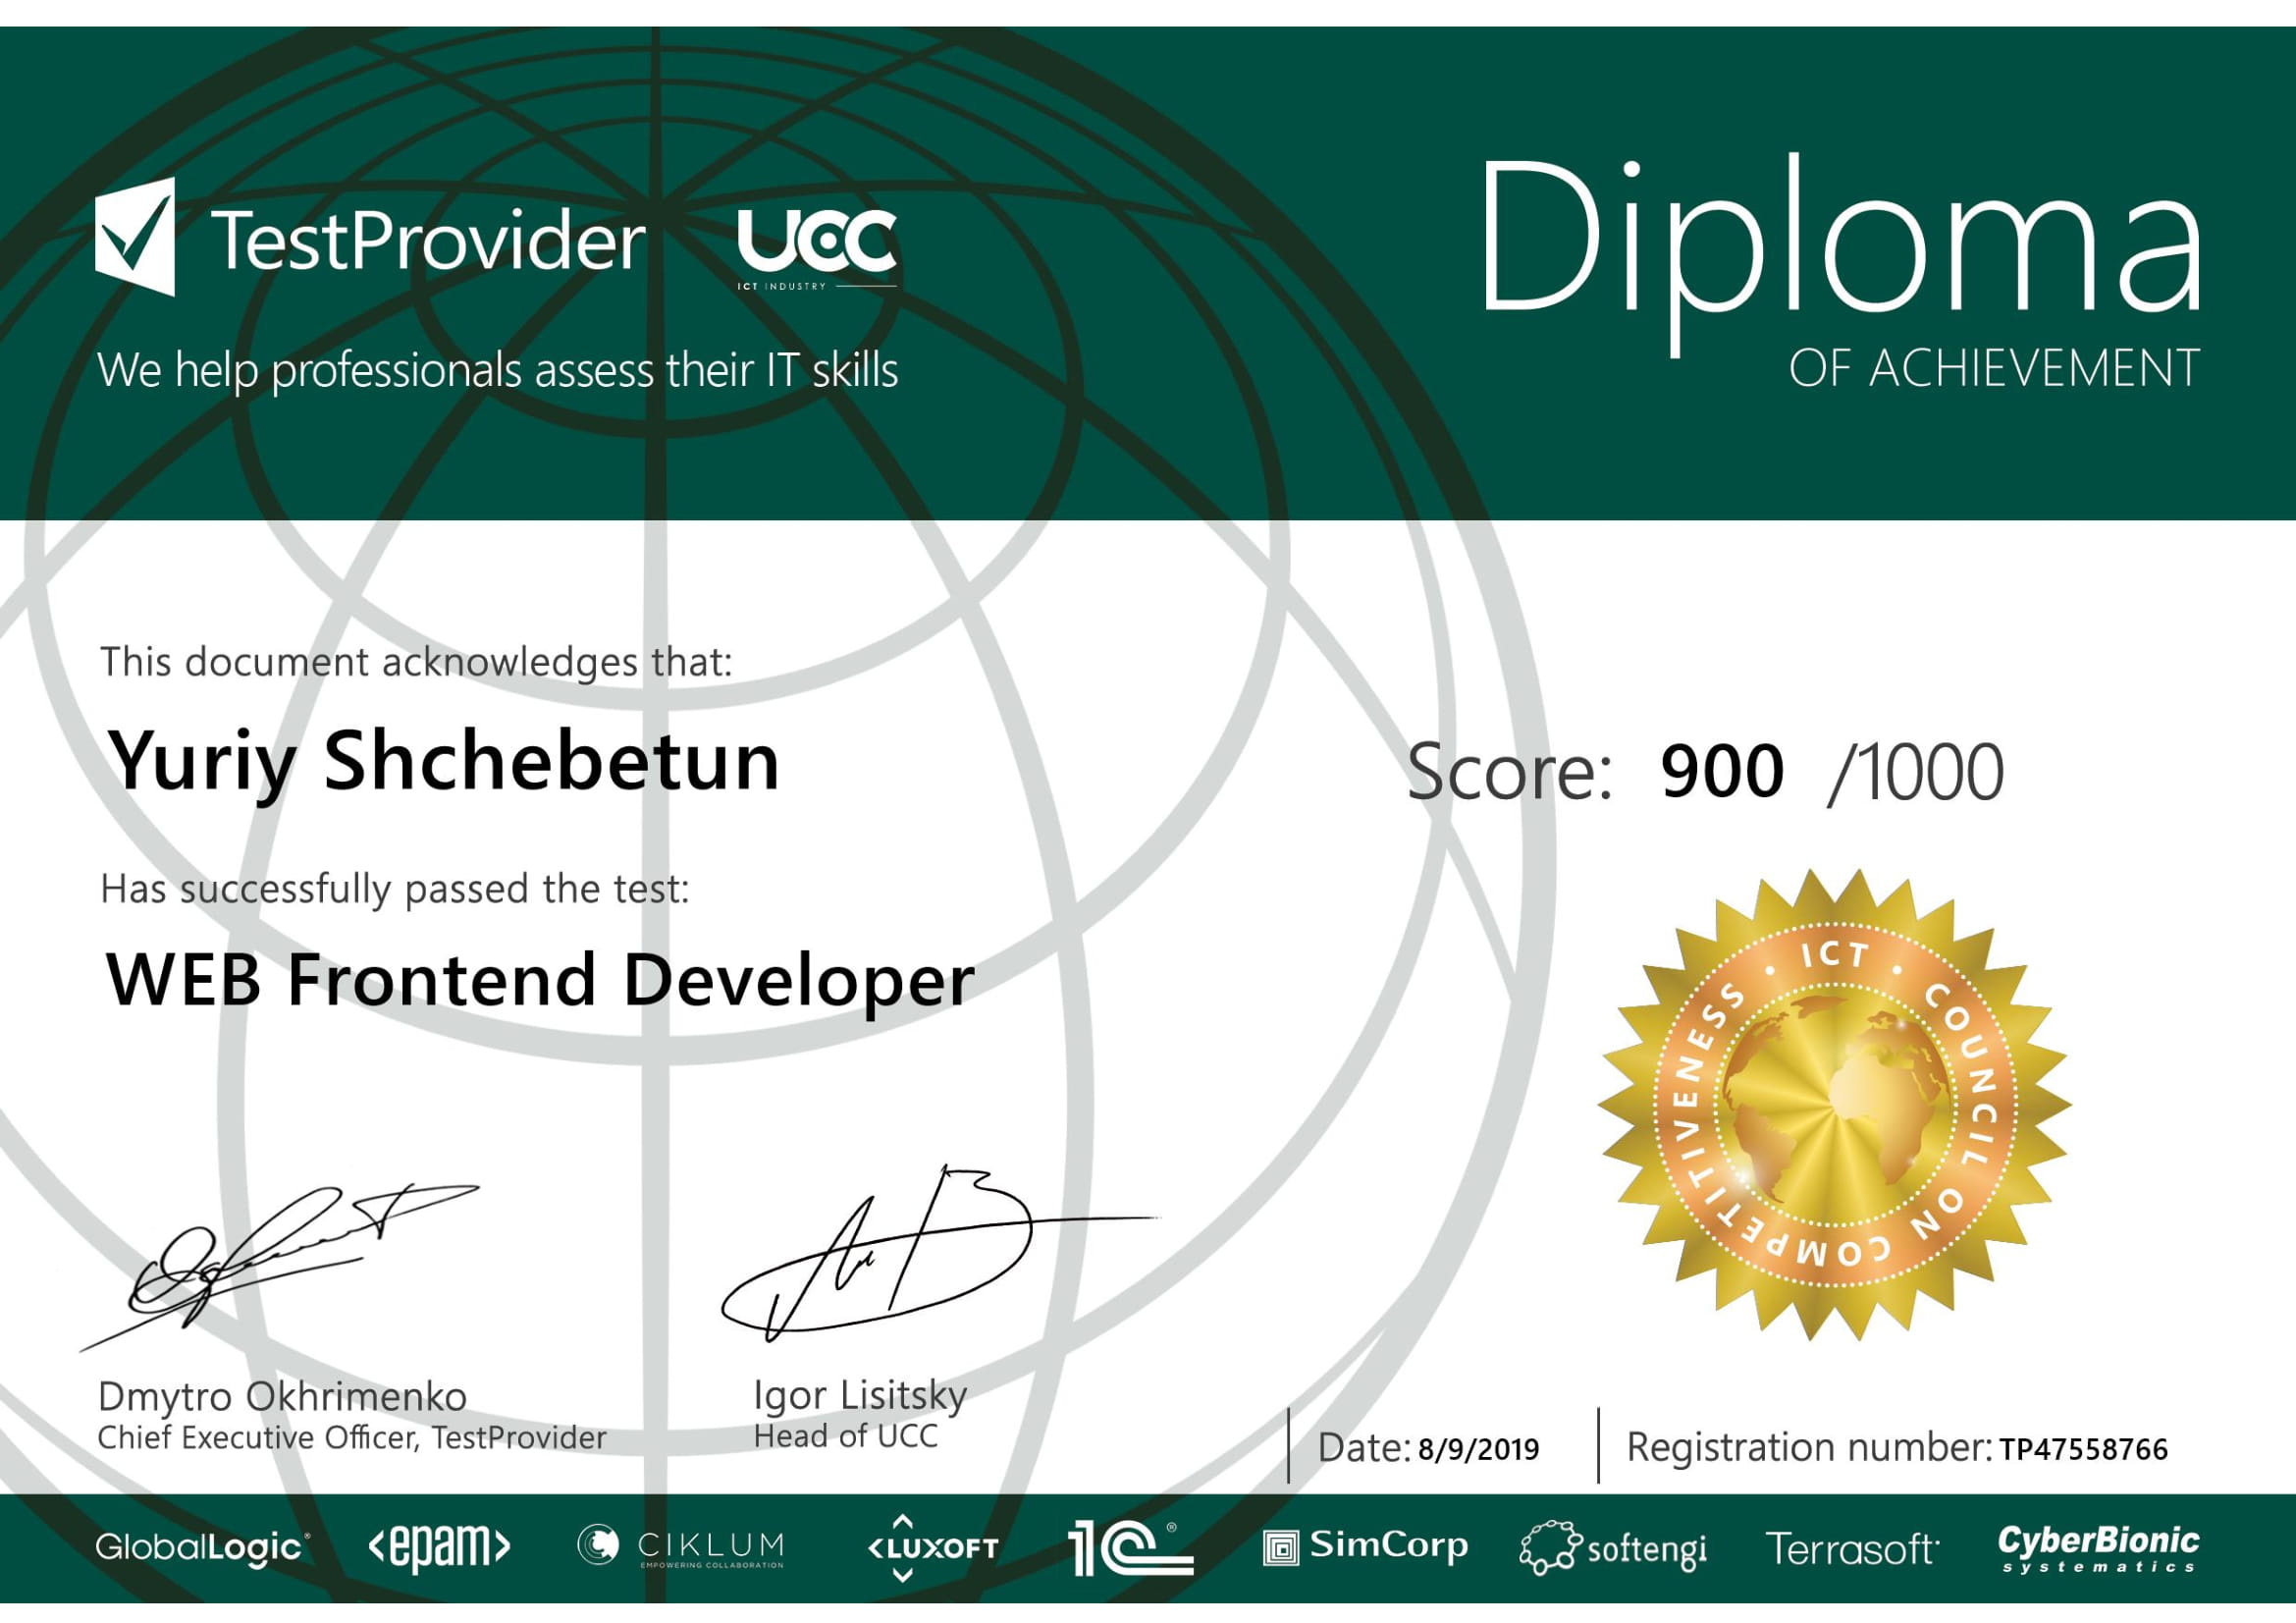 TestProvider
UCC
ICT INDUSTRY
We help professionals assess their IT skills
Diploma
OF ACHIEVEMENT
This document acknowledges that:
Yuriy Shchebetun
Score: 900 /1000
Has successfully passed the test:
WEB Frontend Developer
ICT • COUNCIL ON COMPETITIVENESS •
Dmytro Okhrimenko
Chief Executive Officer, TestProvider
Igor Lisitsky
Head of UCC
Date: 8/9/2019
Registration number: TP47558766
GlobalLogic®
<epam>
CIKLUM
EMPOWERING COLLABORATION
<LUXOFT
1C®
SimCorp
softengi
Terrasoft
CyberBionic
systematics